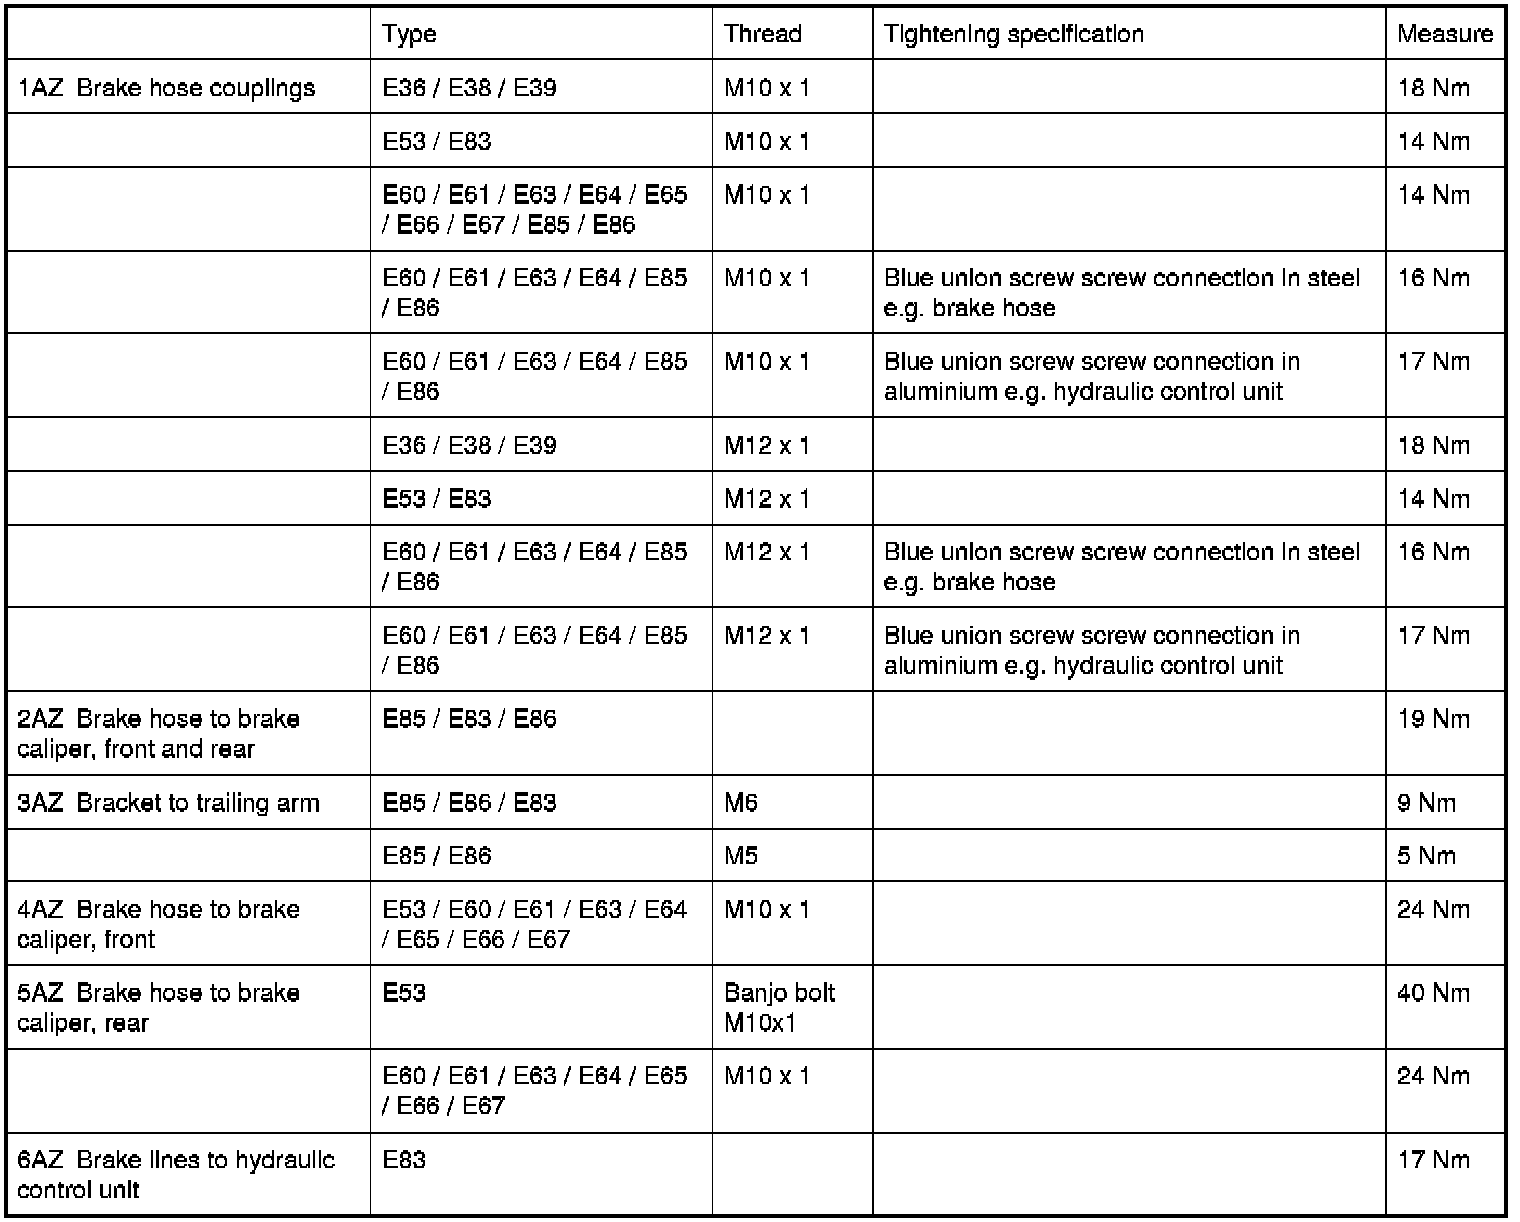 Type Thread Tightening specification Measure
1AZ Brake hose couplings E36 / E38 / E39 M10 x 1 18 Nm
E53 / E83 M10 x 1 14 Nm
E60 / E61 / E63 / E64 / E65 M10 x 1 14 Nm
/ E66 / E67 / E85 / E86
E60 / E61 / E63 / E64 / E85 M10 x 1 Blue union screw screw connection in steel 16 Nm
/ E86 e.g. brake hose
E60 / E61 / E63 / E64 / E85 M10 x 1 Blue union screw screw connection in 17 Nm
/ E86 aluminium e.g. hydraulic control unit
E36 / E38 / E39 M12 x 1 18 Nm
E53 / E83 M12 x 1 14 Nm
E60 / E61 / E63 / E64 / E85 M12 x 1 Blue union screw screw connection in steel 16 Nm
/ E86 e.g. brake hose
E60 / E61 / E63 / E64 / E85 M12 x 1 Blue union screw screw connection in 17 Nm
/ E86 aluminium e.g. hydraulic control unit
2AZ Brake hose to brake E85 / E83 / E86 19 Nm
caliper, front and rear
3AZ Bracket to trailing arm E85 / E86 / E83 M6 9 Nm
E85 / E86 M5 5 Nm
4AZ Brake hose to brake E53 / E60 / E61 / E63 / E64 M10 x 1 24 Nm
caliper, front / E65 / E66 / E67
5AZ Brake hose to brake E53 Banjo bolt 40 Nm
caliper, rear M10x1
E60 / E61 / E63 / E64 / E65 M10 x 1 24 Nm
/ E66 / E67
6AZ Brake lines to hydraulic E83 17 Nm
control unit